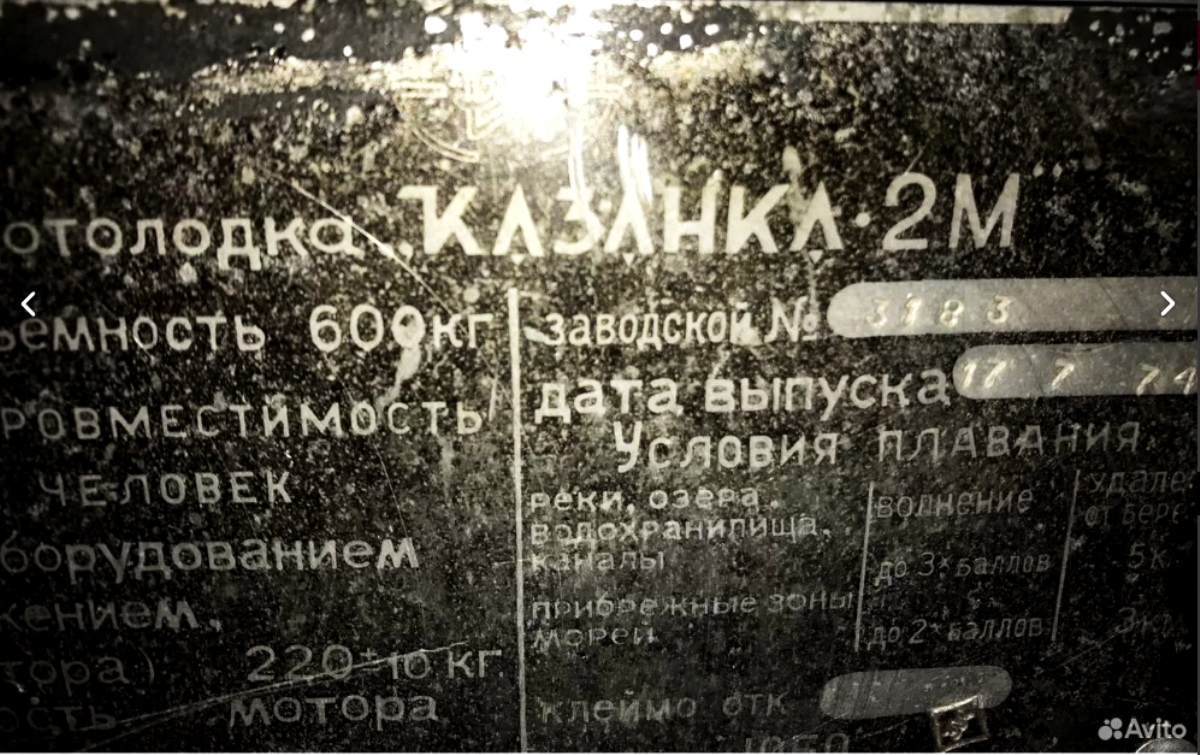 отолодка „КАЗАНКА·2М"
ъемность 600кг
ровместимость
человек
борудованием
жением,
тора) 220±10 кг.
ость мотора
заводской № 3183
дата выпуска 17 7 74
Условия плавания
реки, озера, водохранилища, каналы
волнение
удале
от бере
до 3х баллов
5к
прибрежные зоны морей
до 2х баллов
3к
клеймо отк
Avito